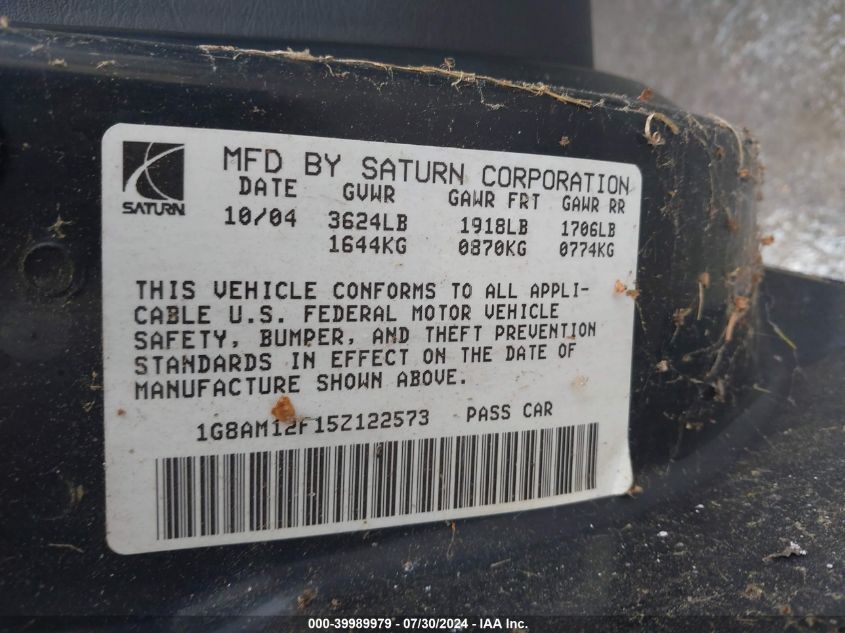 SATURN
MFD BY SATURN CORPORATION
DATE GVWR GAWR FRT GAWR RR
10/04 3624LB 1918LB 1706LB
1644KG 0870KG 0774KG
THIS VEHICLE CONFORMS TO ALL APPLI-
CABLE U.S. FEDERAL MOTOR VEHICLE
SAFETY, BUMPER, AND THEFT PREVENTION
STANDARDS IN EFFECT ON THE DATE OF
MANUFACTURE SHOWN ABOVE.
1G8AM12F15Z122573 PASS CAR
000-39989979 / 07/30/2024 - IAA Inc.